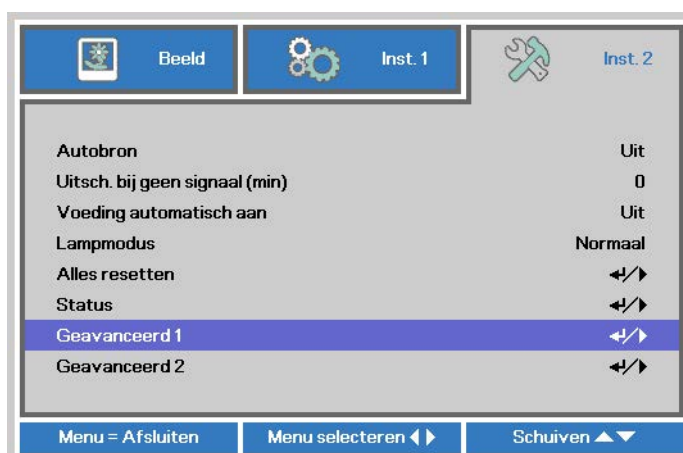 Beeld
Inst. 1
Inst. 2
Autobron Uit
Uitsch. bij geen signaal (min) 0
Voeding automatisch aan Uit
Lampmodus Normaal
Alles resetten ↵/▶
Status ↵/▶
Geavanceerd 1 ↵/▶
Geavanceerd 2 ↵/▶
Menu = Afsluiten
Menu selecteren ◀ ▶
Schuiven ▲ ▼